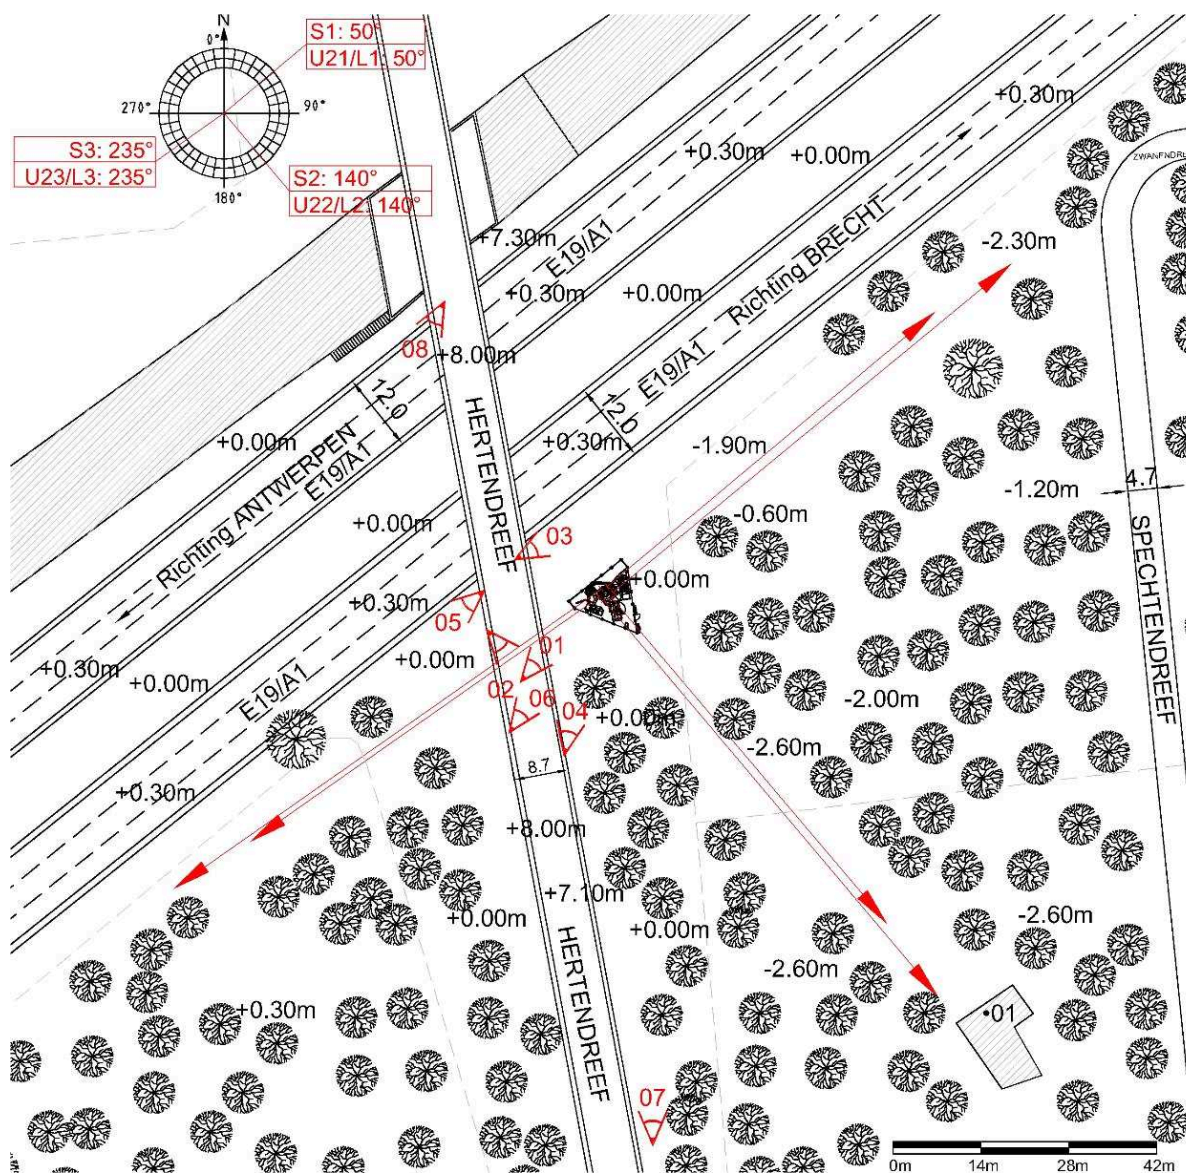 N
0°
S1: 50°
U21/L1: 50°
270°
90°
S3: 235°
U23/L3: 235°
S2: 140°
U22/L2: 140°
180°
+0.30m
+0.30m
+0.00m
+7.30m
E19/A1
-2.30m
+0.30m
+0.00m
Richting BRECHT
08
+8.00m
E19/A1
12.0
12.0
HERTENDREEF
+0.00m
Richting ANTWERPEN
E19/A1
+0.30m
-1.90m
4.7
-1.20m
-0.60m
+0.00m
03
SPECHTENDREEF
+0.00m
+0.30m
05
01
+0.00m
+0.30m
+0.00m
E19/A1
02
06
04
+0.00m
-2.00m
-2.60m
8.7
+0.30m
+8.00m
+7.10m
+0.00m
+0.00m
-2.60m
HERTENDREEF
-2.60m
+0.30m
01
07
0m
14m
28m
42m